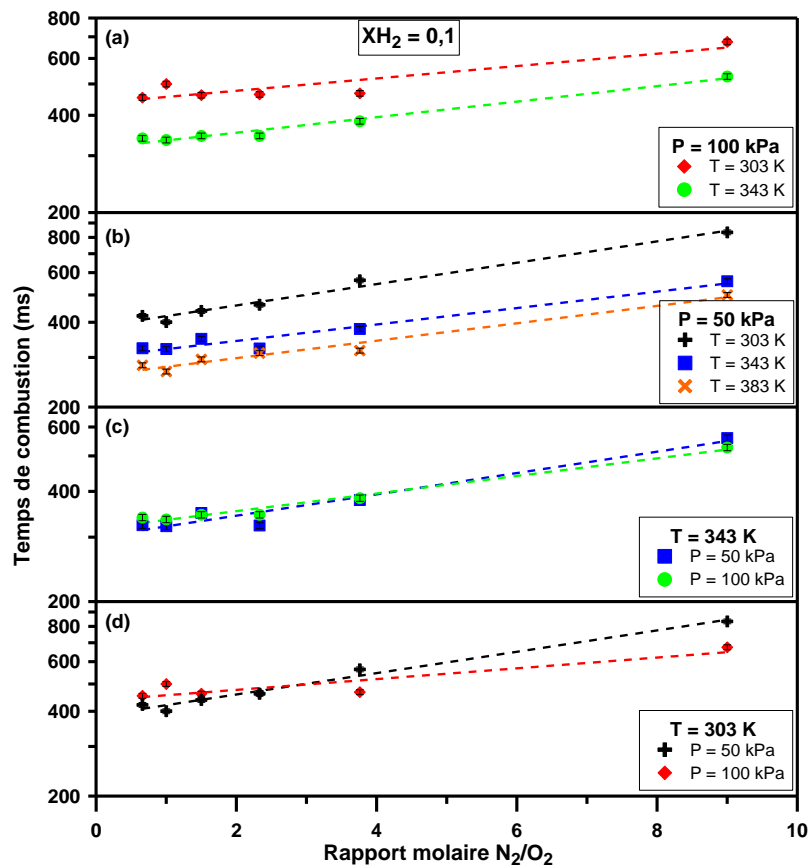 (a)
XH2 = 0,1
800
600
400
200
P = 100 kPa
T = 303 K
T = 343 K
(b)
800
600
400
200
P = 50 kPa
T = 303 K
T = 343 K
T = 383 K
(c)
600
400
200
T = 343 K
P = 50 kPa
P = 100 kPa
(d)
800
600
400
200
T = 303 K
P = 50 kPa
P = 100 kPa
0
2
4
6
8
10
Temps de combustion (ms)
Rapport molaire N2/O2